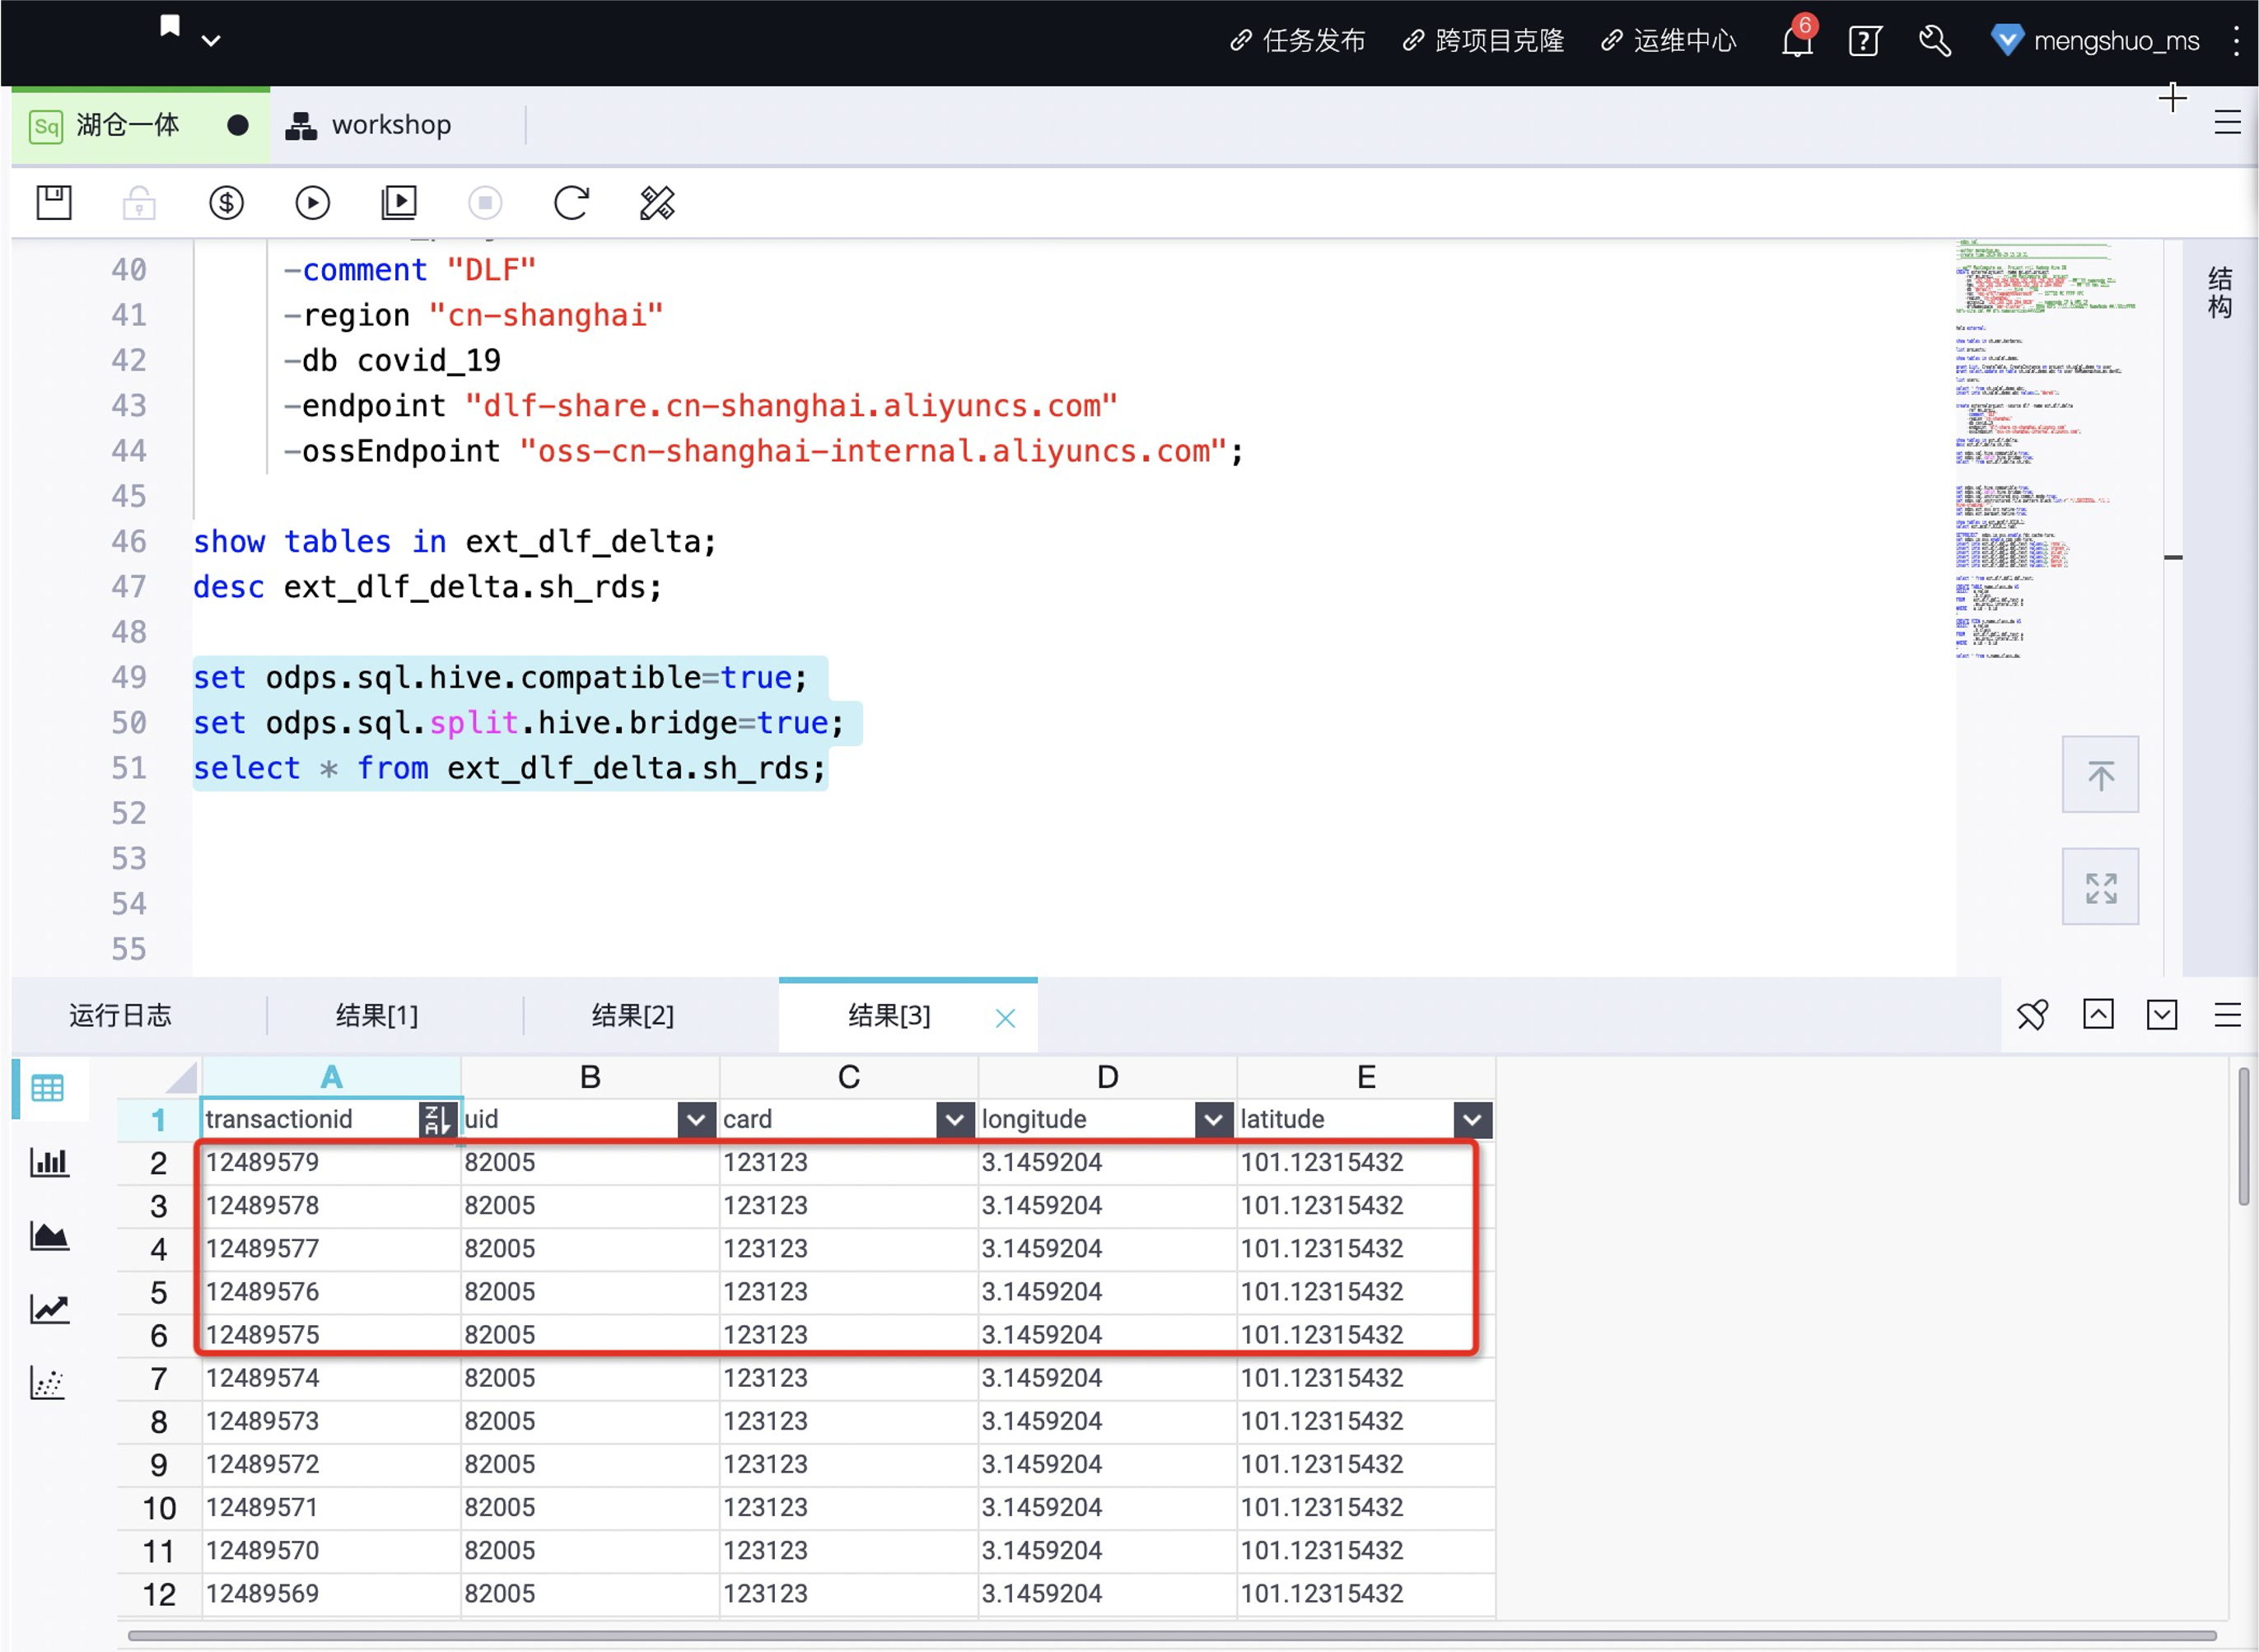 任务发布 跨项目克隆 运维中心 6 mengshuo_ms
Sq 湖仓一体 workshop
结构
40 -comment "DLF"
41 -region "cn-shanghai"
42 -db covid_19
43 -endpoint "dlf-share.cn-shanghai.aliyuncs.com"
44 -ossEndpoint "oss-cn-shanghai-internal.aliyuncs.com";
45
46 show tables in ext_dlf_delta;
47 desc ext_dlf_delta.sh_rds;
48
49 set odps.sql.hive.compatible=true;
50 set odps.sql.split.hive.bridge=true;
51 select * from ext_dlf_delta.sh_rds;
52
53
54
55
运行日志 结果[1] 结果[2] 结果[3]
A B C D E
1 transactionid uid card longitude latitude
2 12489579 82005 123123 3.1459204 101.12315432
3 12489578 82005 123123 3.1459204 101.12315432
4 12489577 82005 123123 3.1459204 101.12315432
5 12489576 82005 123123 3.1459204 101.12315432
6 12489575 82005 123123 3.1459204 101.12315432
7 12489574 82005 123123 3.1459204 101.12315432
8 12489573 82005 123123 3.1459204 101.12315432
9 12489572 82005 123123 3.1459204 101.12315432
10 12489571 82005 123123 3.1459204 101.12315432
11 12489570 82005 123123 3.1459204 101.12315432
12 12489569 82005 123123 3.1459204 101.12315432